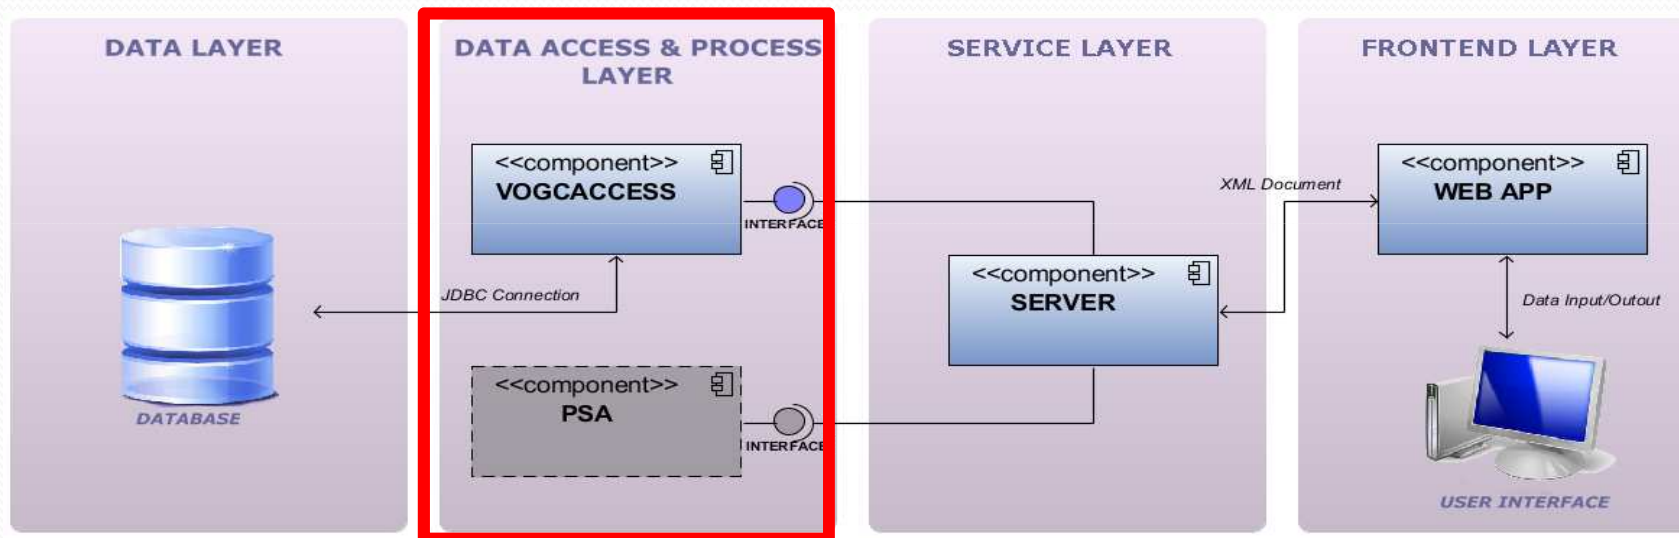 DATA LAYER
DATABASE
DATA ACCESS & PROCESS
LAYER
<<component>>
VOGCACCESS
INTERFACE
JDBC Connection
<<component>>
PSA
INTERFACE
SERVICE LAYER
<<component>>
SERVER
XML Document
FRONTEND LAYER
<<component>>
WEB APP
Data Input/Outout
USER INTERFACE